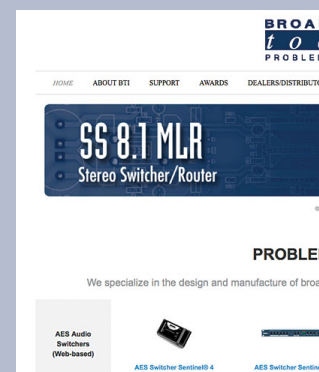 BROA
t o
PROBLE
HOME ABOUT BTI SUPPORT AWARDS DEALERS/DISTRIBUTO
SS 8.1 MLR
Stereo Switcher/Router
PROBLE
We specialize in the design and manufacture of broa
AES Audio
Switchers
(Web-based)
AES Switcher Sentinel® 4
AES Switcher Sentine